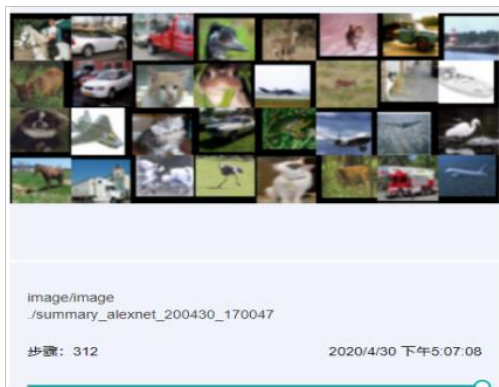 image/image
./summary_alexnet_200430_170047
步骤：312
2020/4/30 下午5:07:08